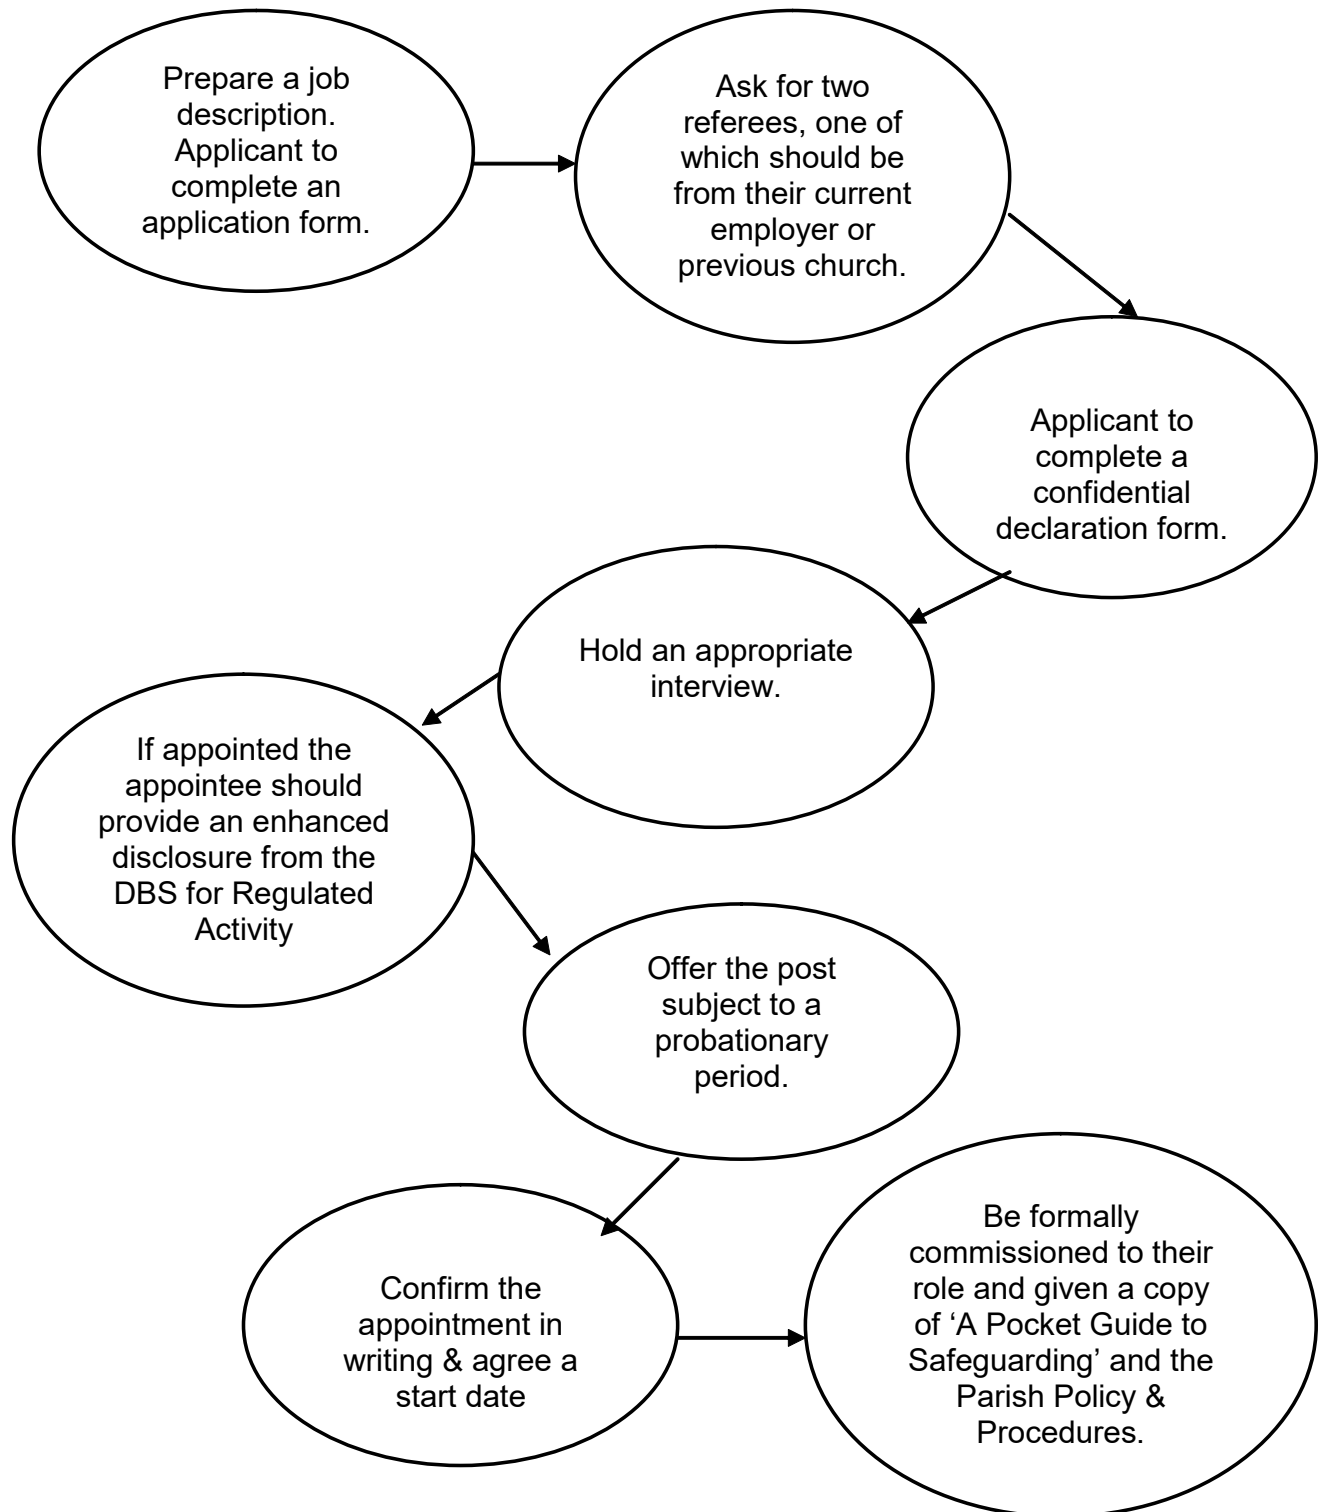 Prepare a job
description.
Applicant to
complete an
application form.
Ask for two
referees, one of
which should be
from their current
employer or
previous church.
Applicant to
complete a
confidential
declaration form.
Hold an appropriate
interview.
If appointed the
appointee should
provide an enhanced
disclosure from the
DBS for Regulated
Activity
Offer the post
subject to a
probationary
period.
Confirm the
appointment in
writing & agree a
start date
Be formally
commissioned to their
role and given a copy
of ‘A Pocket Guide to
Safeguarding’ and the
Parish Policy &
Procedures.